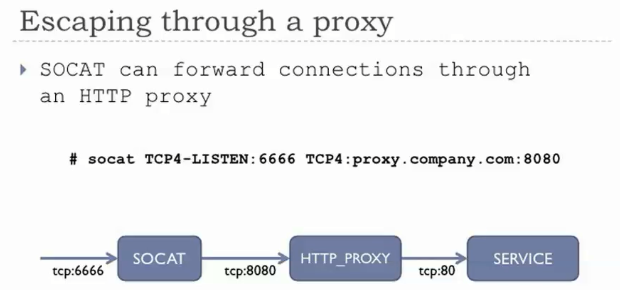 Escaping through a proxy
SOCAT can forward connections through
an HTTP proxy
# socat TCP4-LISTEN:6666 TCP4:proxy.company.com:8080
SOCAT
HTTP_PROXY
SERVICE
tcp:6666
tcp:8080
tcp:80